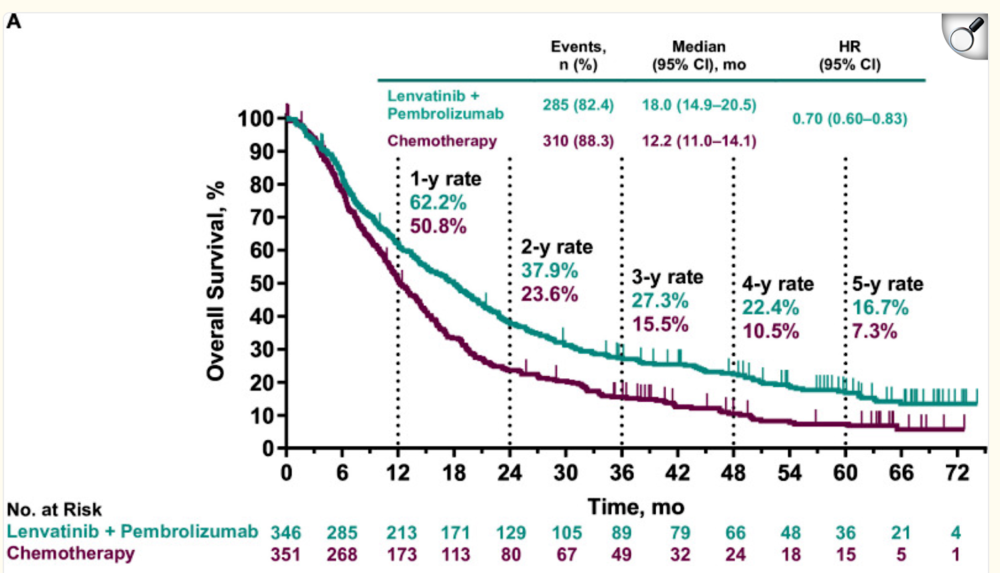 A
Events, n (%) Median (95% CI), mo HR (95% CI)
Lenvatinib + Pembrolizumab 285 (82.4) 18.0 (14.9–20.5) 0.70 (0.60–0.83)
Chemotherapy 310 (88.3) 12.2 (11.0–14.1)
Overall Survival, %
100
90
80
70
60
50
40
30
20
10
0
1-y rate
62.2%
50.8%
2-y rate
37.9%
23.6%
3-y rate
27.3%
15.5%
4-y rate
22.4%
10.5%
5-y rate
16.7%
7.3%
0 6 12 18 24 30 36 42 48 54 60 66 72
Time, mo
No. at Risk
Lenvatinib + Pembrolizumab 346 285 213 171 129 105 89 79 66 48 36 21 4
Chemotherapy 351 268 173 113 80 67 49 32 24 18 15 5 1